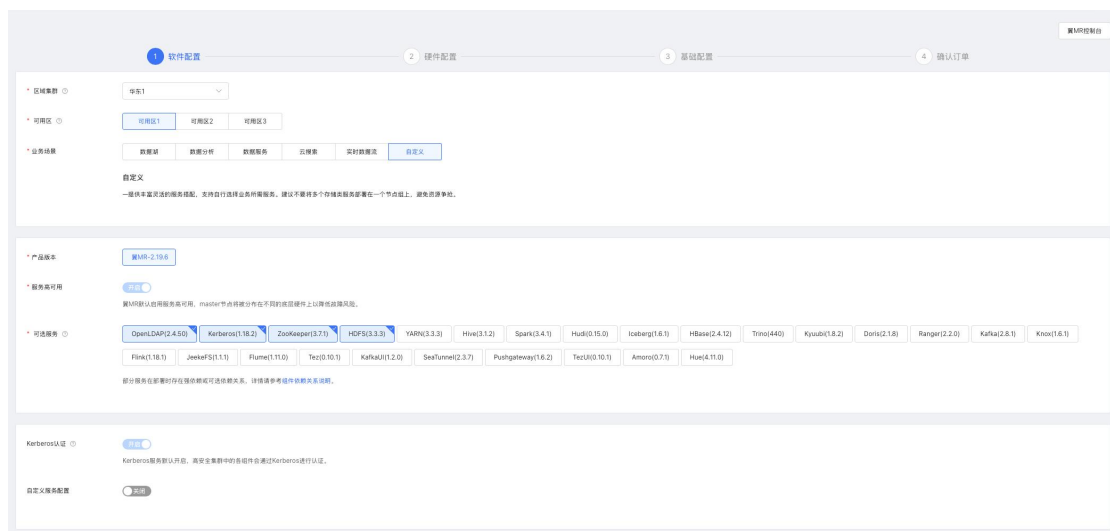 翼MR控制台
1 软件配置 2 硬件配置 3 基础配置 4 确认订单
* 区域集群 华东1
* 可用区 可用区1 可用区2 可用区3
* 业务场景 数据湖 数据分析 数据服务 云搜索 实时数据流 自定义
自定义
一提供丰富灵活的服务搭配，支持自行选择业务所需服务。建议不要将多个存储类服务部署在一个节点组上，避免资源争抢。
* 产品版本 翼MR-2.19.6
* 服务高可用 开启
翼MR默认启用服务高可用，master节点将被分布在不同的底层硬件上以降低故障风险。
* 可选服务 OpenLDAP(2.4.50) Kerberos(1.18.2) ZooKeeper(3.7.1) HDFS(3.3.3) YARN(3.3.3) Hive(3.1.2) Spark(3.4.1) Hudi(0.15.0) Iceberg(1.6.1) HBase(2.4.12) Trino(440) Kyuubi(1.8.2) Doris(2.1.8) Ranger(2.2.0) Kafka(2.8.1) Knox(1.6.1)
Flink(1.18.1) JeekeFS(1.1.1) Flume(1.11.0) Tez(0.10.1) KafkaUI(1.2.0) SeaTunnel(2.3.7) Pushgateway(1.6.2) TezUI(0.10.1) Amoro(0.7.1) Hue(4.11.0)
部分服务在部署时存在强依赖或可选依赖关系，详情请参考组件依赖关系说明。
Kerberos认证 开启
Kerberos服务默认开启，高安全集群中的各组件会通过Kerberos进行认证。
自定义服务配置 关闭